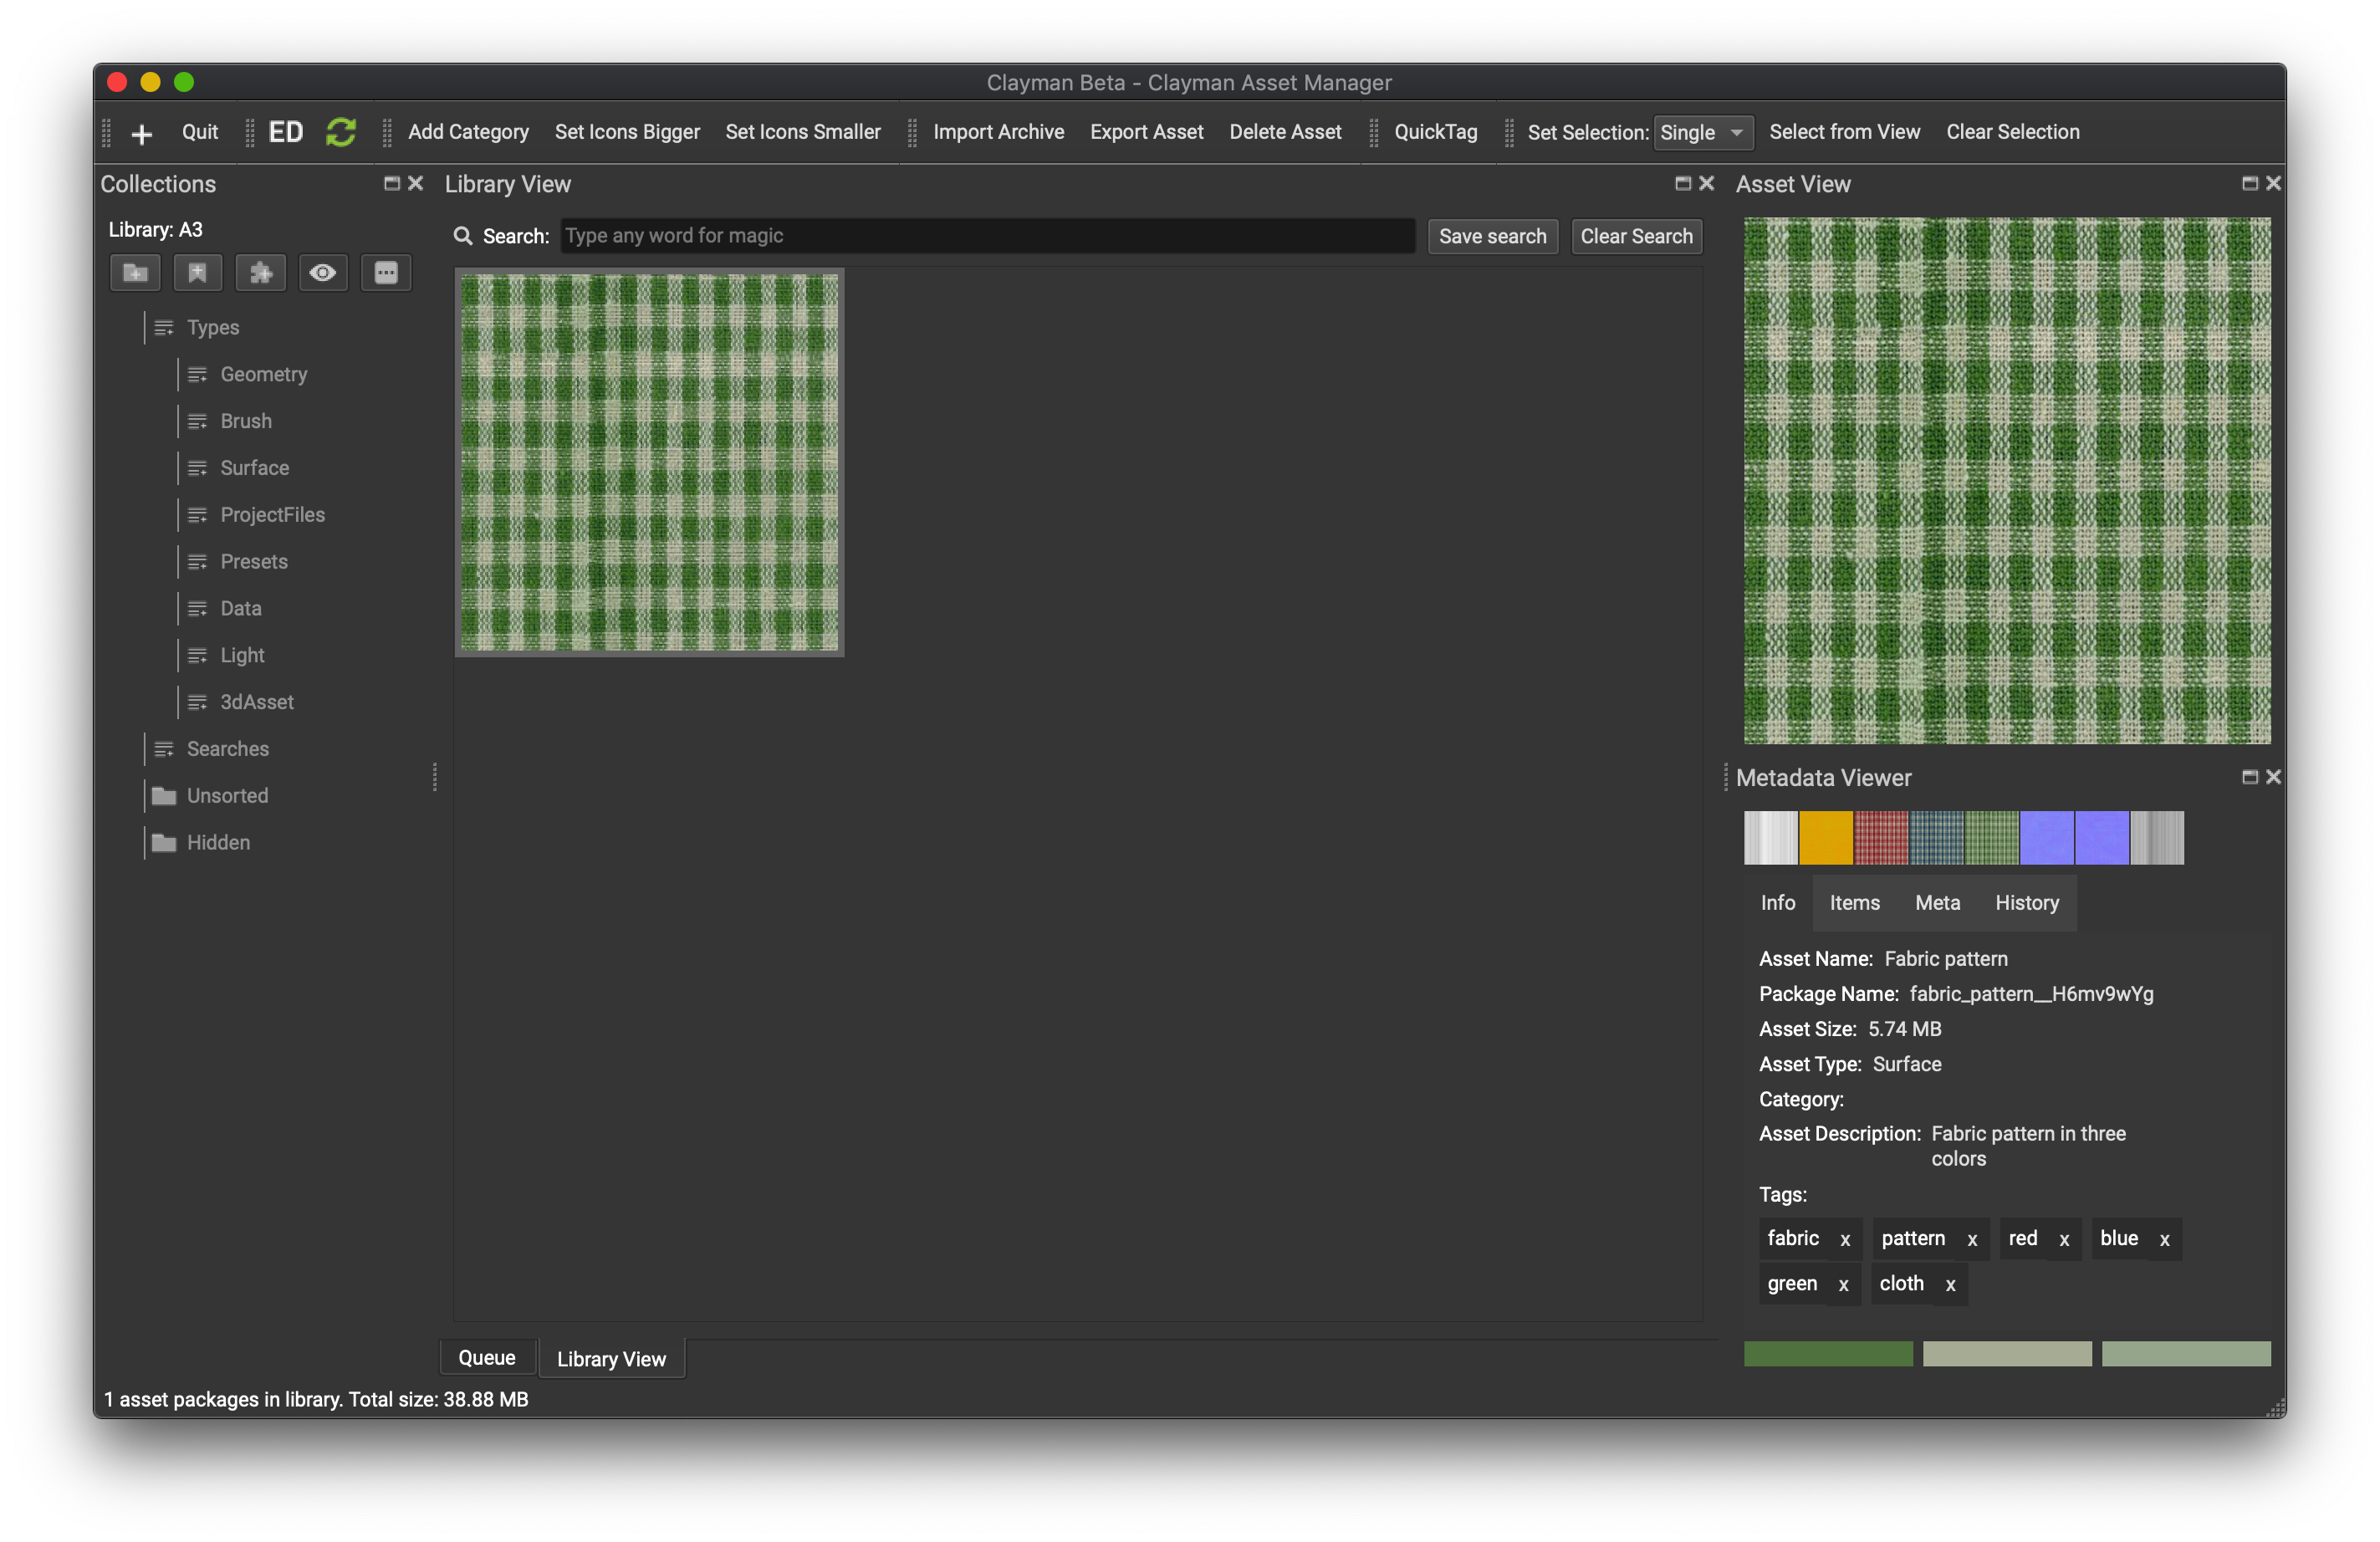 Clayman Beta - Clayman Asset Manager
Quit ED Add Category Set Icons Bigger Set Icons Smaller Import Archive Export Asset Delete Asset QuickTag Set Selection: Single Select from View Clear Selection
Collections
Library: A3
Types
Geometry
Brush
Surface
ProjectFiles
Presets
Data
Light
3dAsset
Searches
Unsorted
Hidden
Library View
Search: Type any word for magic Save search Clear Search
Queue Library View
Asset View
Metadata Viewer
Info Items Meta History
Asset Name: Fabric pattern
Package Name: fabric_pattern__H6mv9wYg
Asset Size: 5.74 MB
Asset Type: Surface
Category:
Asset Description: Fabric pattern in three
colors
Tags:
fabric x pattern x red x blue x
green x cloth x
1 asset packages in library. Total size: 38.88 MB